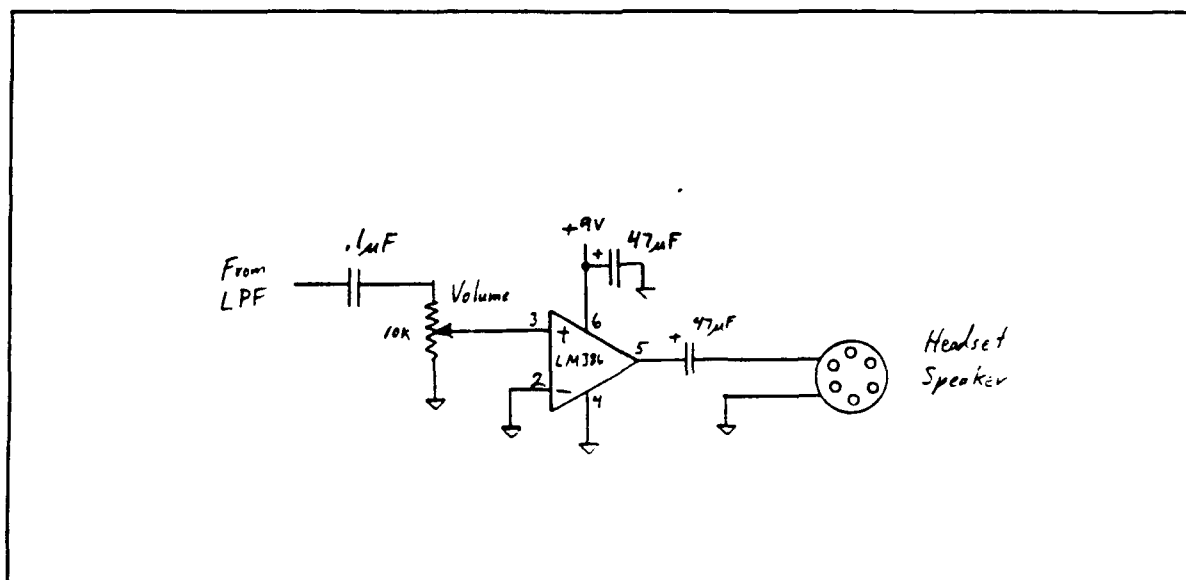 +9V
47µF
.1µF
From
LPF
Volume
10K
3
+
6
LM386
2
-
4
5
+
47µF
+
Headset
Speaker